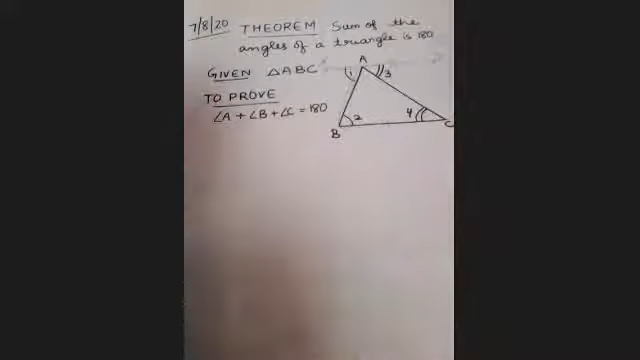 7/8/20 THEOREM Sum of the
angles of a triangle is 180
GIVEN △ABC
TO PROVE
∠A + ∠B + ∠C = 180
A
1 3
2 4
B C